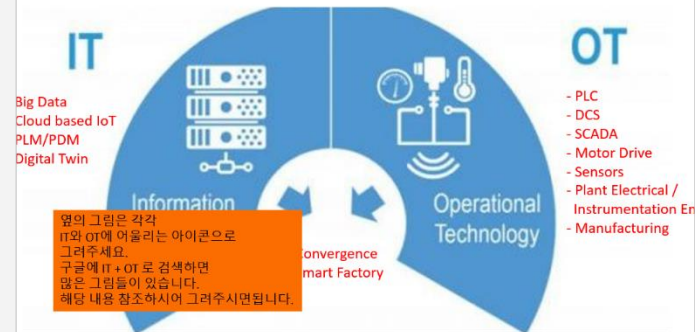 IT
Big Data
Cloud based IoT
PLM/PDM
Digital Twin
Information
옆의 그림은 각각
IT와 OT에 어울리는 아이콘으로
그려주세요.
구글에 IT + OT 로 검색하면
많은 그림들이 있습니다.
해당 내용 참조하시어 그려주시면됩니다.
onvergence
mart Factory
Operational
Technology
OT
- PLC
- DCS
- SCADA
- Motor Drive
- Sensors
- Plant Electrical /
Instrumentation En
- Manufacturing